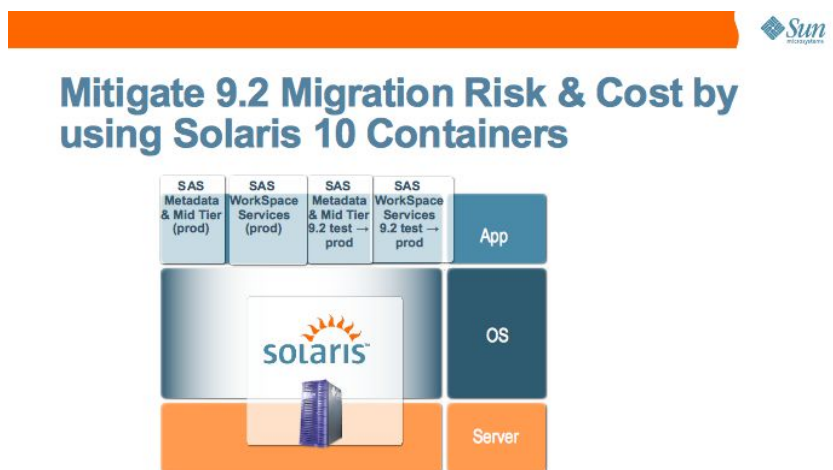 Sun
microsystems
Mitigate 9.2 Migration Risk & Cost by
using Solaris 10 Containers
SAS
Metadata
& Mid Tier
(prod)
SAS
WorkSpace
Services
(prod)
SAS
Metadata
& Mid Tier
9.2 test →
prod
SAS
WorkSpace
Services
9.2 test →
prod
App
solaris™
OS
Server